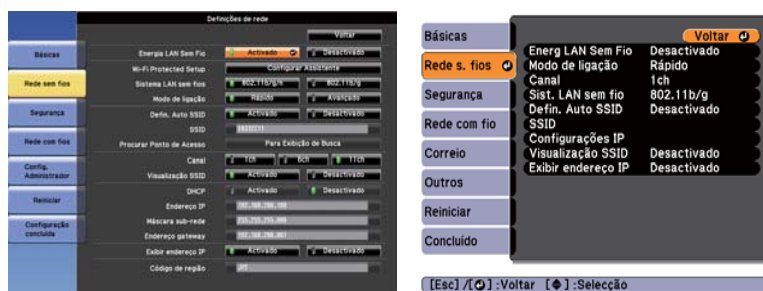 Definções de rede
Voltar
Básicas
Rede sem fios
Segurança
Rede com fios
Config. Administrador
Reiniciar
Configuração concluída
Energia LAN Sem Fio Activado Desactivado
Wi-Fi Protected Setup Configurar Assistente
Sistema LAN sem fios 802.11b/g/n 802.11b/g
Modo de ligação Rápido Avançado
Defin. Auto SSID Activado Desactivado
SSID
Procurar Ponto de Acesso Para Exibição de Busca
Canal 1ch 6ch 11ch
Visualização SSID Activado Desactivado
DHCP Activado Desactivado
Endereço IP
Máscara sub-rede
Endereço gateway
Exibir endereço IP Activado Desactivado
Código de região
Básicas
Rede s. fios
Segurança
Rede com fio
Correio
Outros
Reiniciar
Concluído
Voltar
Energ LAN Sem Fio Desactivado
Modo de ligação Rápido
Canal 1ch
Sist. LAN sem fio 802.11b/g
Defin. Auto SSID Desactivado
SSID
Configurações IP
Visualização SSID Desactivado
Exibir endereço IP Desactivado
[Esc] /[ ] :Voltar [ ] :Selecção